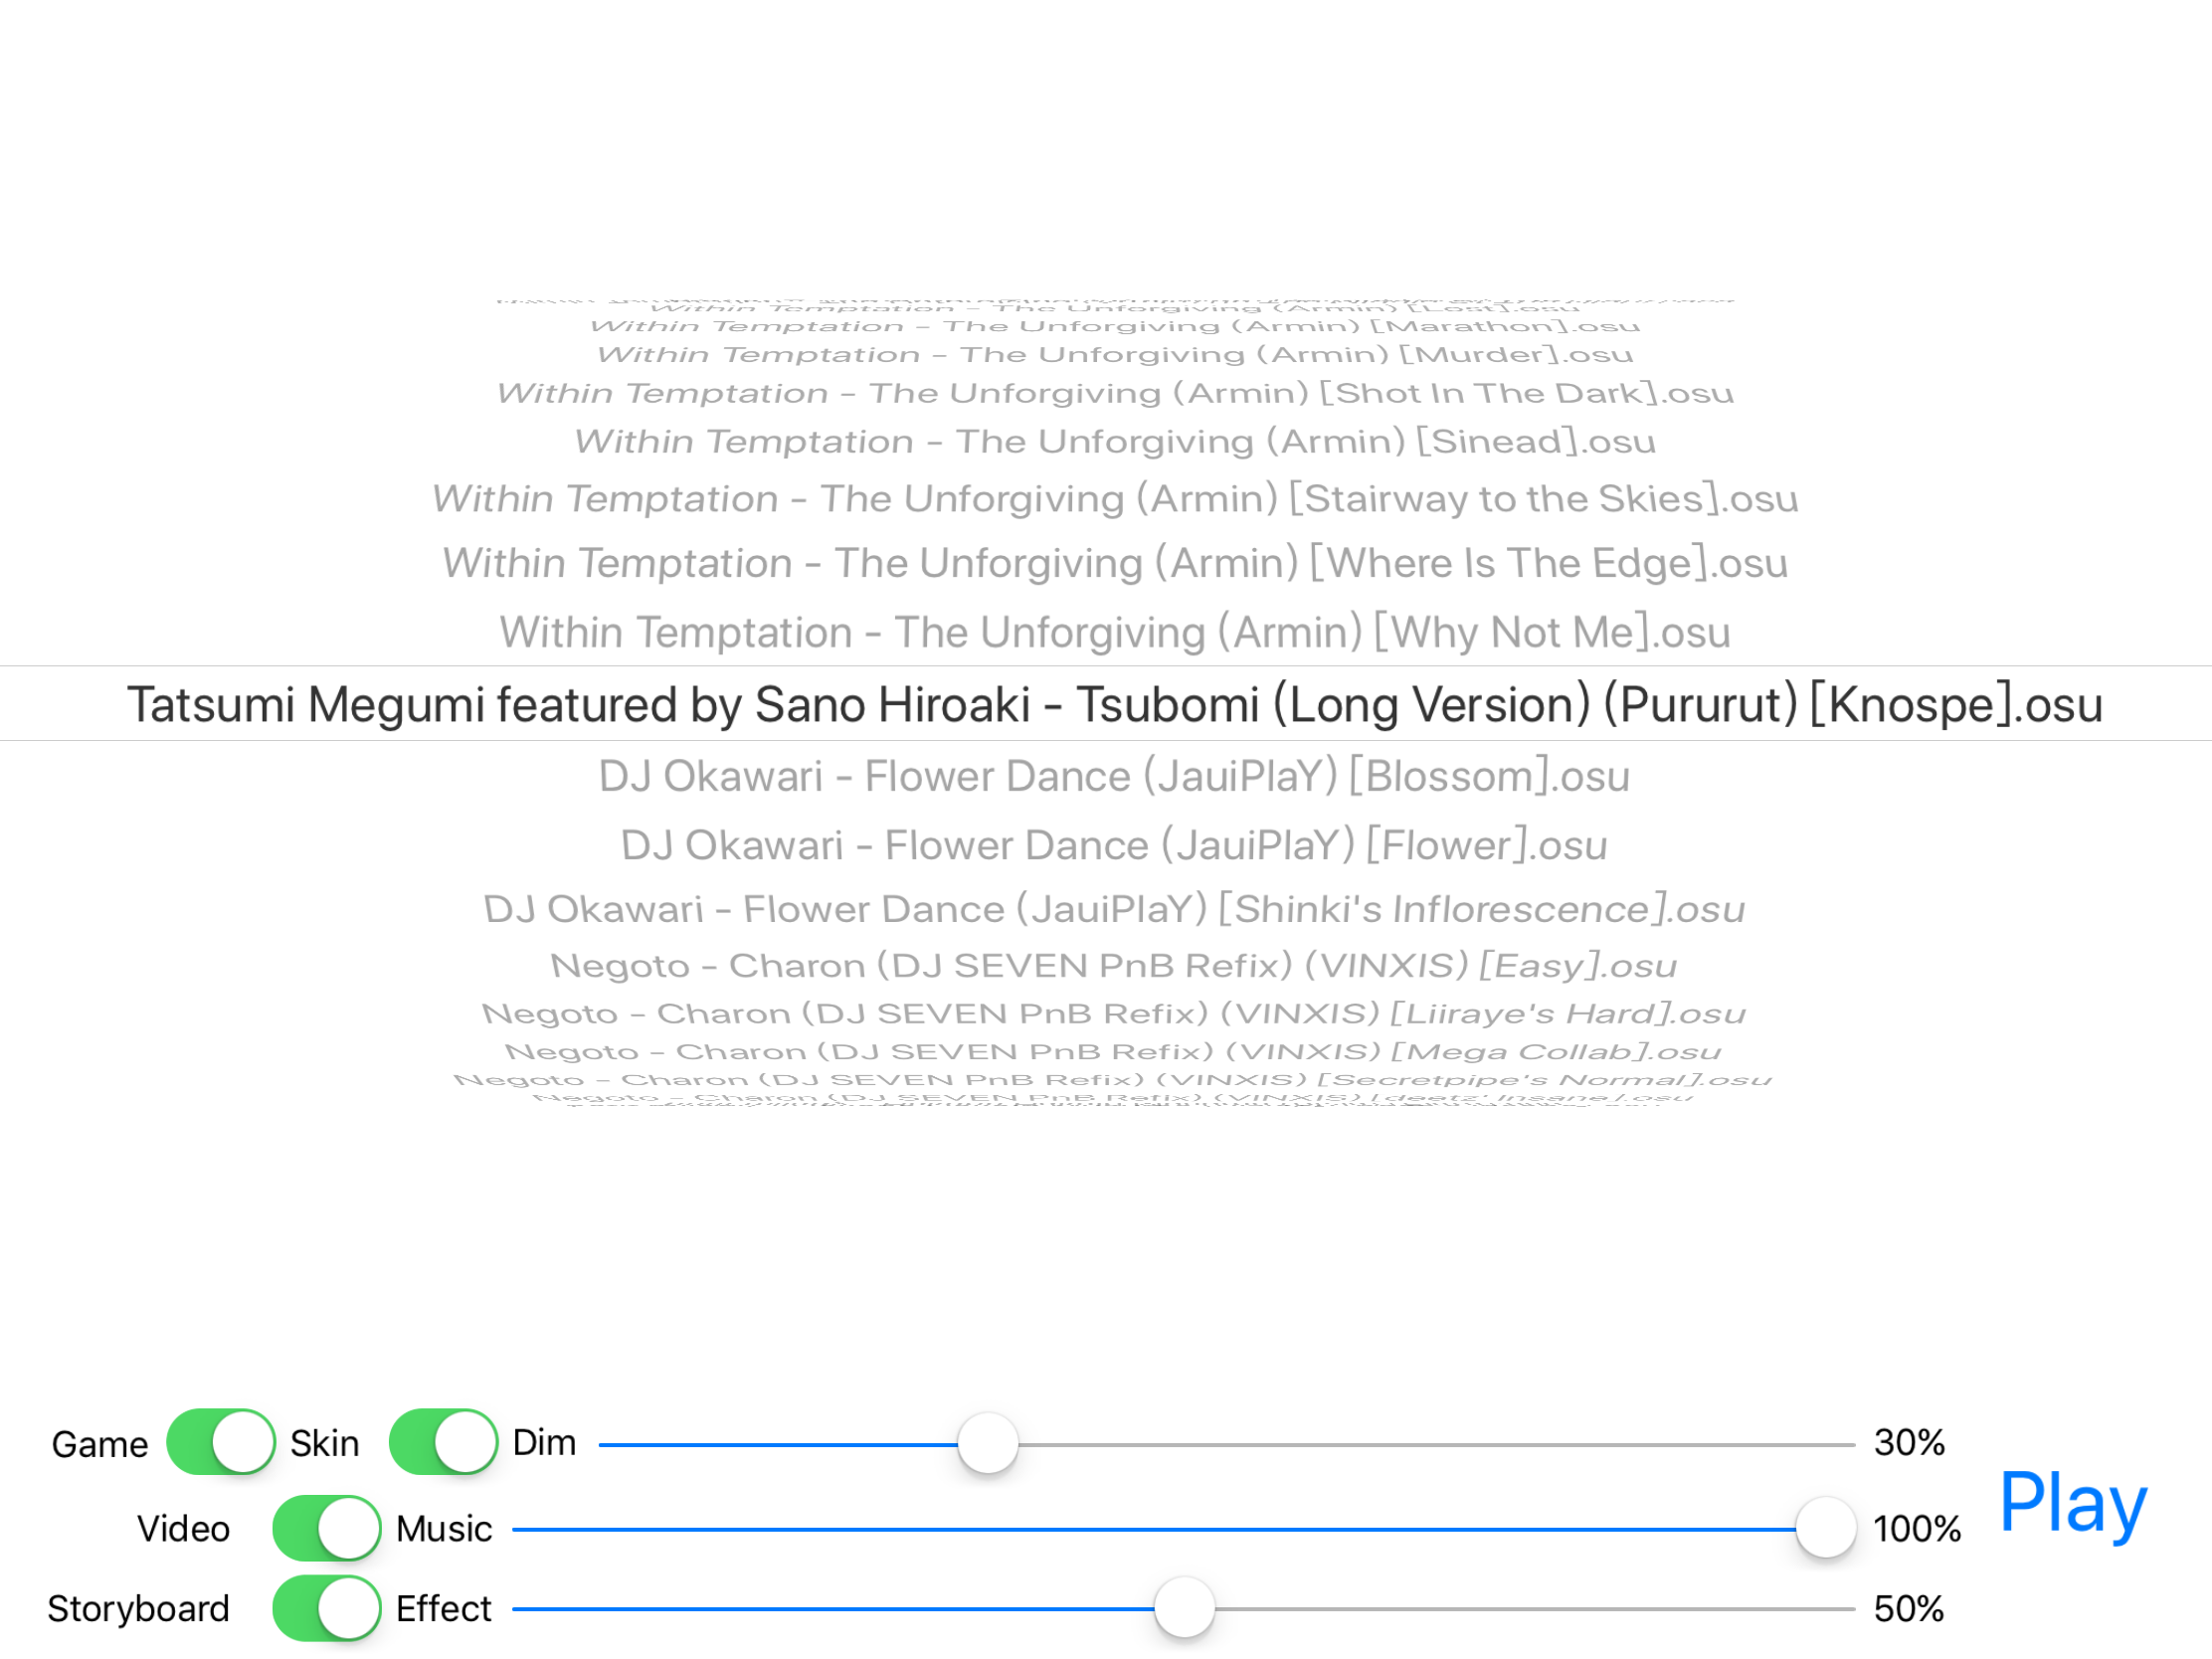 Within Temptation - The Unforgiving (Armin) [Lost].osu
Within Temptation - The Unforgiving (Armin) [Marathon].osu
Within Temptation - The Unforgiving (Armin) [Murder].osu
Within Temptation - The Unforgiving (Armin) [Shot In The Dark].osu
Within Temptation - The Unforgiving (Armin) [Sinead].osu
Within Temptation - The Unforgiving (Armin) [Stairway to the Skies].osu
Within Temptation - The Unforgiving (Armin) [Where Is The Edge].osu
Within Temptation - The Unforgiving (Armin) [Why Not Me].osu
Tatsumi Megumi featured by Sano Hiroaki - Tsubomi (Long Version) (Pururut) [Knospe].osu
DJ Okawari - Flower Dance (JauiPlaY) [Blossom].osu
DJ Okawari - Flower Dance (JauiPlaY) [Flower].osu
DJ Okawari - Flower Dance (JauiPlaY) [Shinki's Inflorescence].osu
Negoto - Charon (DJ SEVEN PnB Refix) (VINXIS) [Easy].osu
Negoto - Charon (DJ SEVEN PnB Refix) (VINXIS) [Liiraye's Hard].osu
Negoto - Charon (DJ SEVEN PnB Refix) (VINXIS) [Mega Collab].osu
Negoto - Charon (DJ SEVEN PnB Refix) (VINXIS) [Secretpipe's Normal].osu
Negoto - Charon (DJ SEVEN PnB Refix) (VINXIS) [deetz' Insane].osu
Game Skin Dim 30%
Video Music 100%
Play
Storyboard Effect 50%